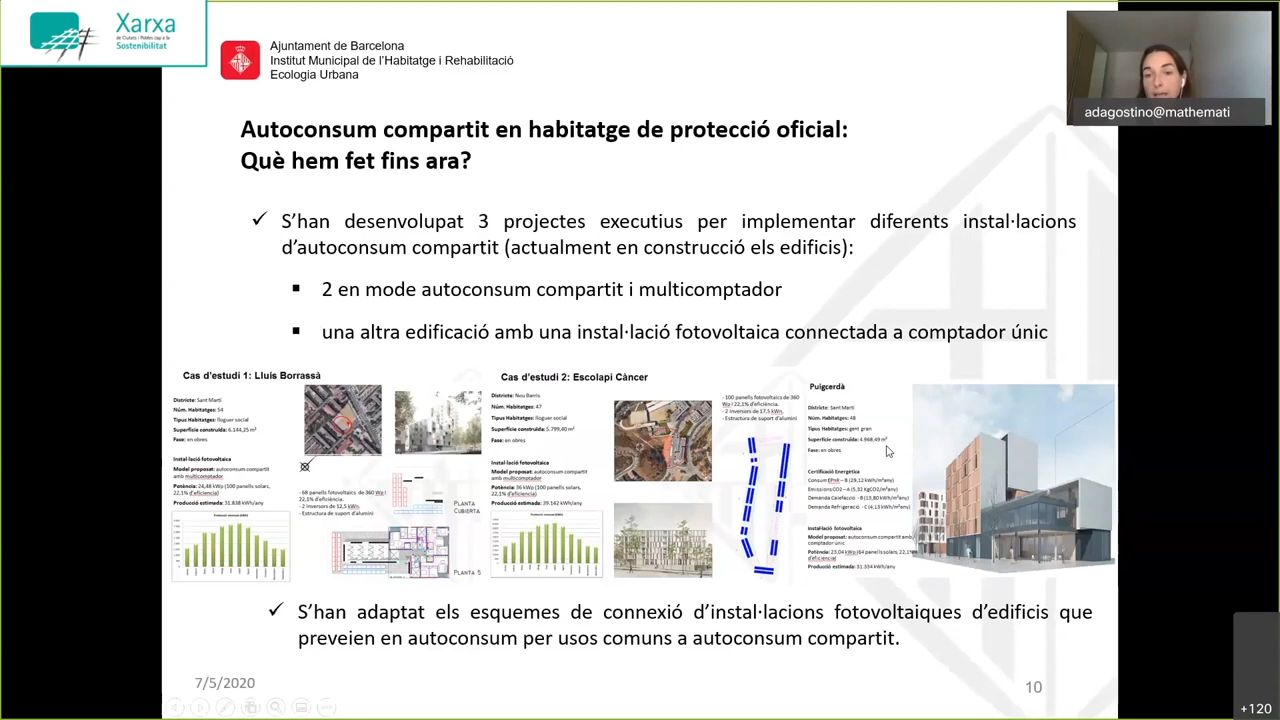 Xarxa
de Ciutats i Pobles cap a la
Sostenibilitat
Ajuntament de Barcelona
Institut Municipal de l'Habitatge i Rehabilitació
Ecologia Urbana
adagostino@mathemati
Autoconsum compartit en habitatge de protecció oficial:
Què hem fet fins ara?
✓ S'han desenvolupat 3 projectes executius per implementar diferents instal·lacions
d'autoconsum compartit (actualment en construcció els edificis):
▪ 2 en mode autoconsum compartit i multicomptador
▪ una altra edificació amb una instal·lació fotovoltaica connectada a comptador únic
Cas d'estudi 1: Lluís Borrassà
Districte: Sant Martí
Núm. Habitatges: 54
Tipus Habitatges: lloguer social
Superfície construïda: 6.144,25 m²
Fase: en obres
Instal·lació fotovoltaica
Model proposat: autoconsum compartit
amb multicomptador
Potència: 24,48 kWp (100 panells solars,
22,1% d'eficiencia)
Producció estimada: 31.838 kWh/any
- 68 panells fotovoltaics de 360 Wp i
22,1% d'eficiència.
- 2 Inversors de 12,5 kWn.
- Estructura de suport d'alumini
PLANTA
CUBIERTA
PLANTA 5
Cas d'estudi 2: Escolapi Càncer
Districte: Nou Barris
Núm. Habitatges: 47
Tipus Habitatges: lloguer social
Superfície construïda: 5.799,40 m²
Fase: en obres
Instal·lació fotovoltaica
Model proposat: autoconsum compartit
amb multicomptador
Potència: 36 kWp (100 panells solars,
22,1% d'eficiencia)
Producció estimada: 39.142 kWh/any
- 100 panells fotovoltaics de 360
Wp i 22,1% d'eficiència.
- 2 inversors de 17,5 kWn.
- Estructura de suport d'alumini
Puigcerdà
Districte: Sant Martí
Núm. Habitatges: 48
Tipus Habitatges: gent gran
Superfície construïda: 4.968,49 m²
Fase: en obres
Certificació Energètica
Consum EPnR – B (29,12 kWh/m²any)
Emissions CO2 – A (5,32 KgCO2/m²any)
Demanda Calefacció - B (13,80 kWh/m²any)
Demanda Refrigeració - C (4,13 kWh/m²any)
Instal·lació fotovoltaica
Model proposat: autoconsum compartit amb
comptador únic
Potència: 23,04 kWp (64 panells solars, 22,1%
d'eficiencia)
Producció estimada: 31.334 kWh/any
✓ S'han adaptat els esquemes de connexió d'instal·lacions fotovoltaiques d'edificis que
preveien en autoconsum per usos comuns a autoconsum compartit.
7/5/2020
10
+120